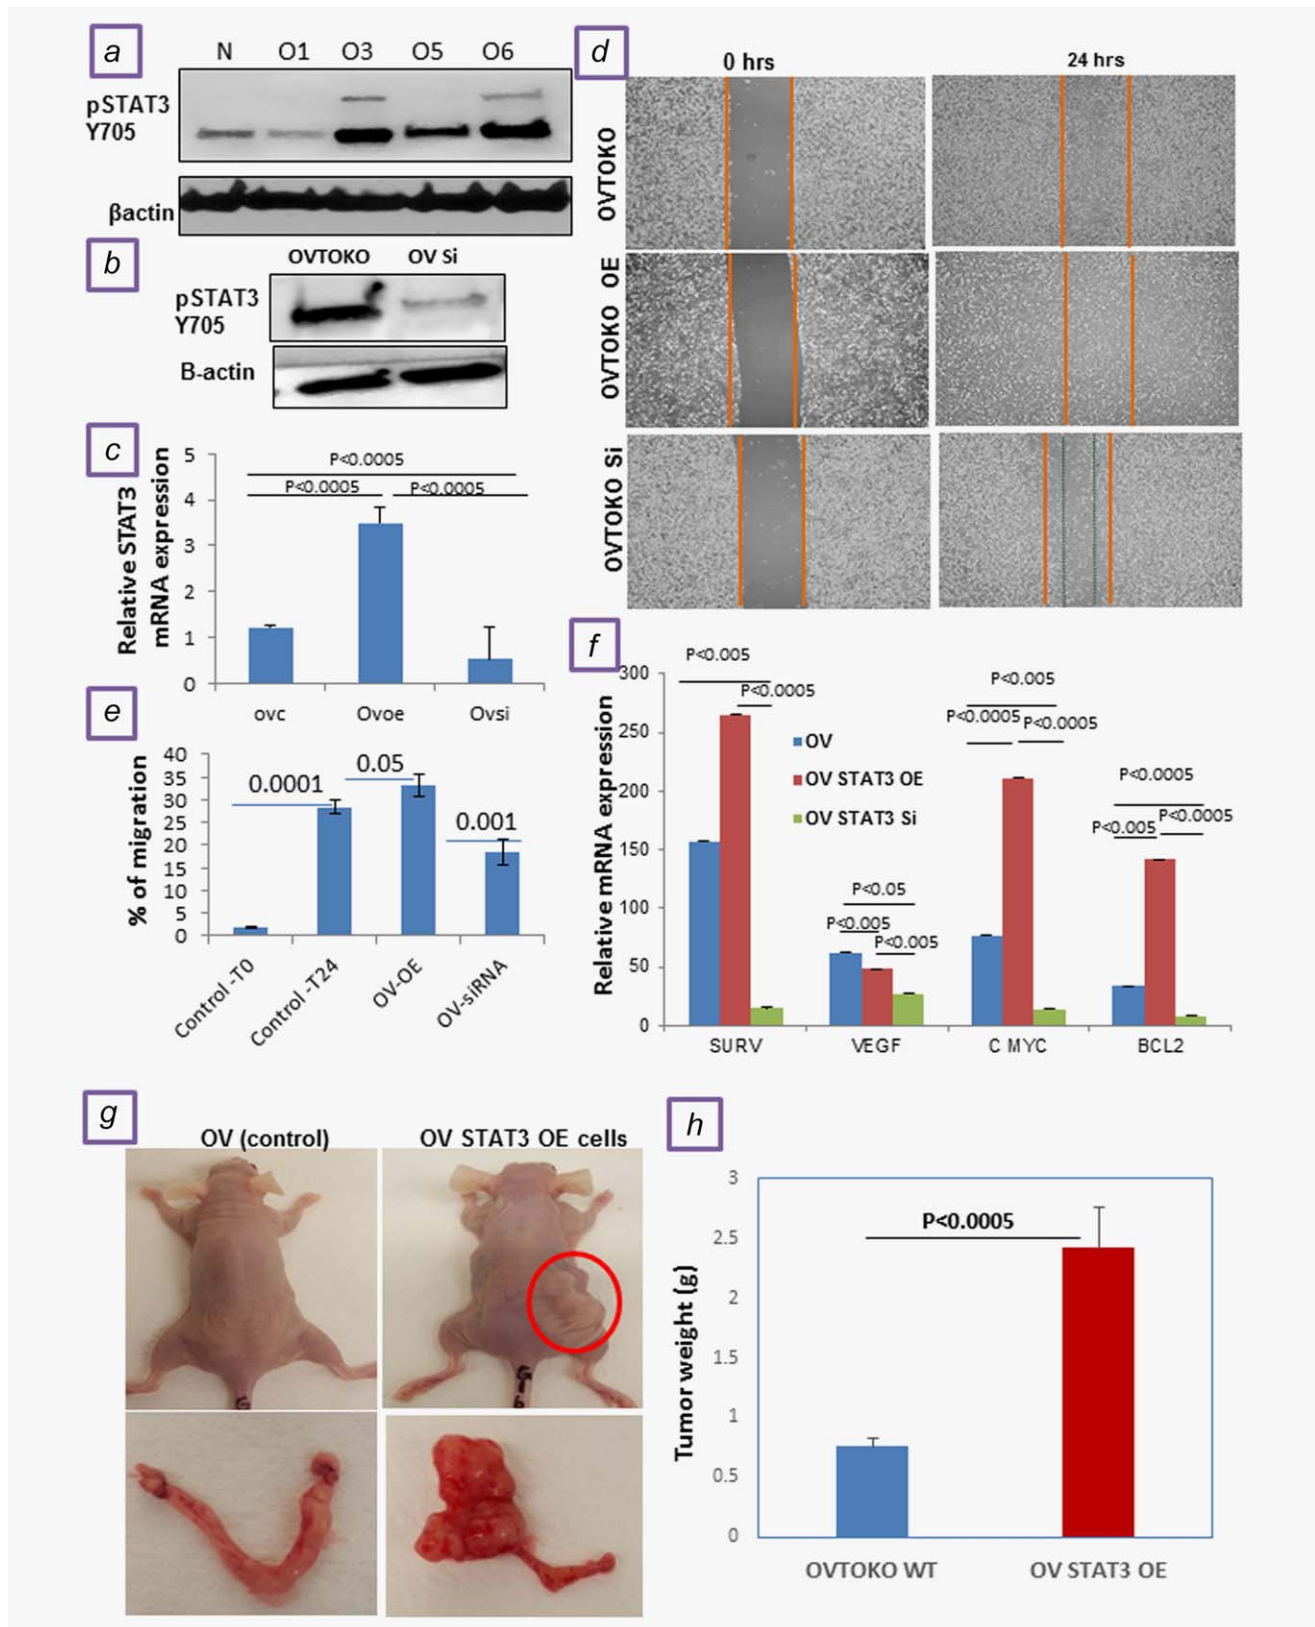 a
N O1 O3 O5 O6
pSTAT3
Y705
βactin
b
OVTOKO OV Si
pSTAT3
Y705
B-actin
c
Relative STAT3
mRNA expression
5
4
3
2
1
0
P<0.0005
P<0.0005 P<0.0005
ovc Ovoe Ovsi
d
0 hrs 24 hrs
OVTOKO
OVTOKO OE
OVTOKO Si
e
% of migration
40
35
30
25
20
15
10
5
0
0.0001
0.05
0.001
Control -T0
Control -T24
OV-OE
OV-siRNA
f
Relative mRNA expression
300
250
200
150
100
50
0
P<0.005
P<0.0005
OV
OV STAT3 OE
OV STAT3 Si
P<0.05
P<0.005
P<0.005
P<0.005
P<0.0005
P<0.0005
P<0.0005
P<0.0005
P<0.005
SURV VEGF C MYC BCL2
g
OV (control) OV STAT3 OE cells
h
Tumor weight (g)
3
2.5
2
1.5
1
0.5
0
P<0.0005
OVTOKO WT OV STAT3 OE